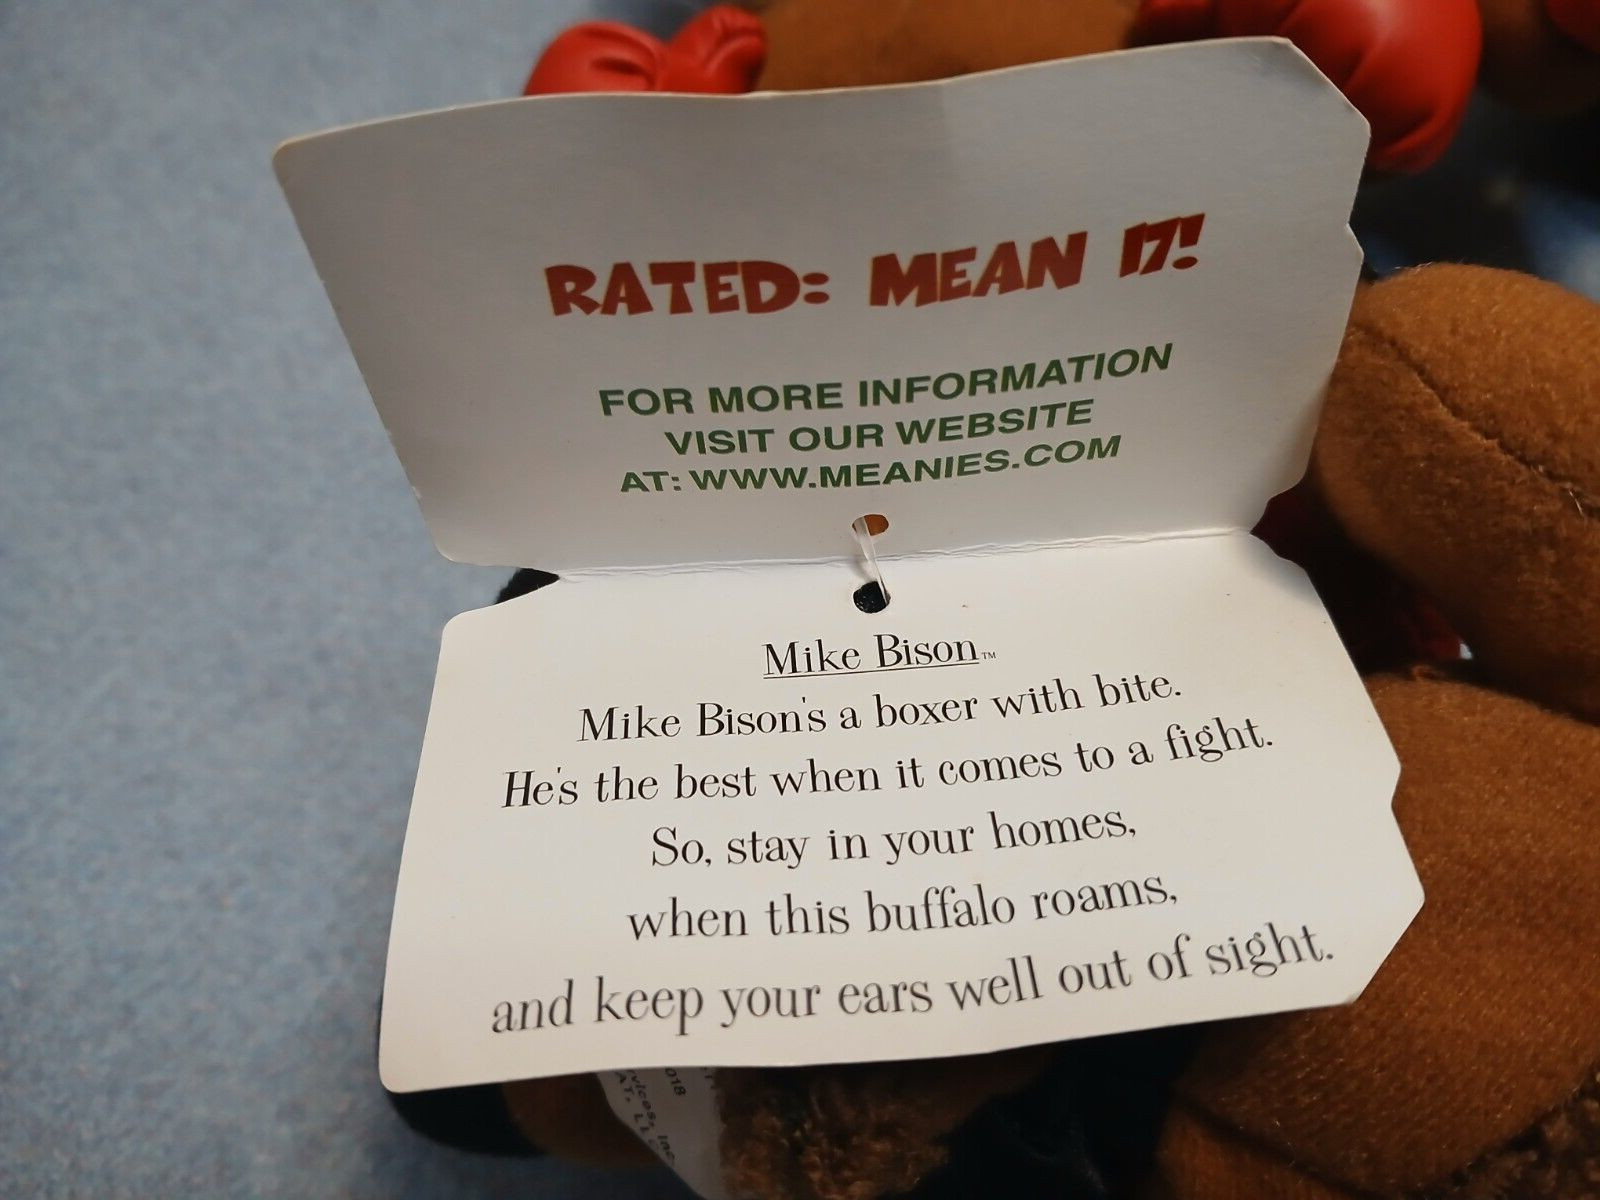 RATED: MEAN 17!
FOR MORE INFORMATION
VISIT OUR WEBSITE
AT: WWW.MEANIES.COM
Mike Bison™
Mike Bison's a boxer with bite.
He's the best when it comes to a fight.
So, stay in your homes,
when this buffalo roams,
and keep your ears well out of sight.
018
Inc.